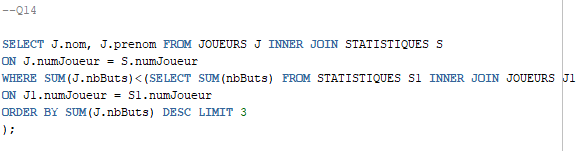 --Q14
SELECT J.nom, J.prenom FROM JOUEURS J INNER JOIN STATISTIQUES S
ON J.numJoueur = S.numJoueur
WHERE SUM(J.nbButs)<(SELECT SUM(nbButs) FROM STATISTIQUES S1 INNER JOIN JOUEURS J1
ON J1.numJoueur = S1.numJoueur
ORDER BY SUM(J.nbButs) DESC LIMIT 3
);